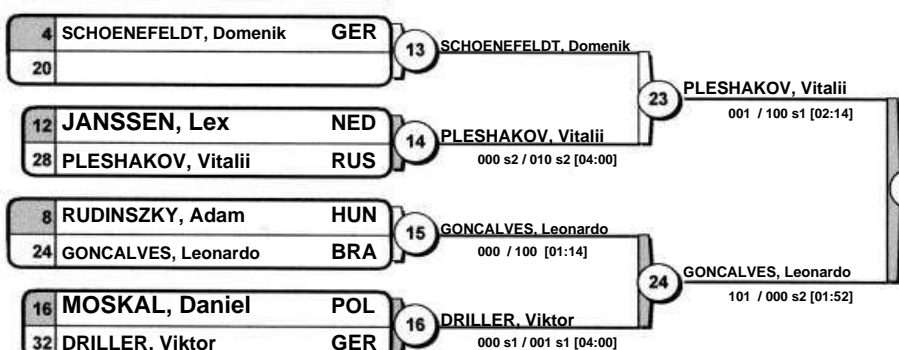 4 SCHOENEFELDT, Domenik GER
20
13 SCHOENEFELDT, Domenik
12 JANSSEN, Lex NED
28 PLESHAKOV, Vitalii RUS
14 PLESHAKOV, Vitalii
000 s2 / 010 s2 [04:00]
23 PLESHAKOV, Vitalii
001 / 100 s1 [02:14]
8 RUDINSZKY, Adam HUN
24 GONCALVES, Leonardo BRA
15 GONCALVES, Leonardo
000 / 100 [01:14]
16 MOSKAL, Daniel POL
32 DRILLER, Viktor GER
16 DRILLER, Viktor
000 s1 / 001 s1 [04:00]
24 GONCALVES, Leonardo
101 / 000 s2 [01:52]